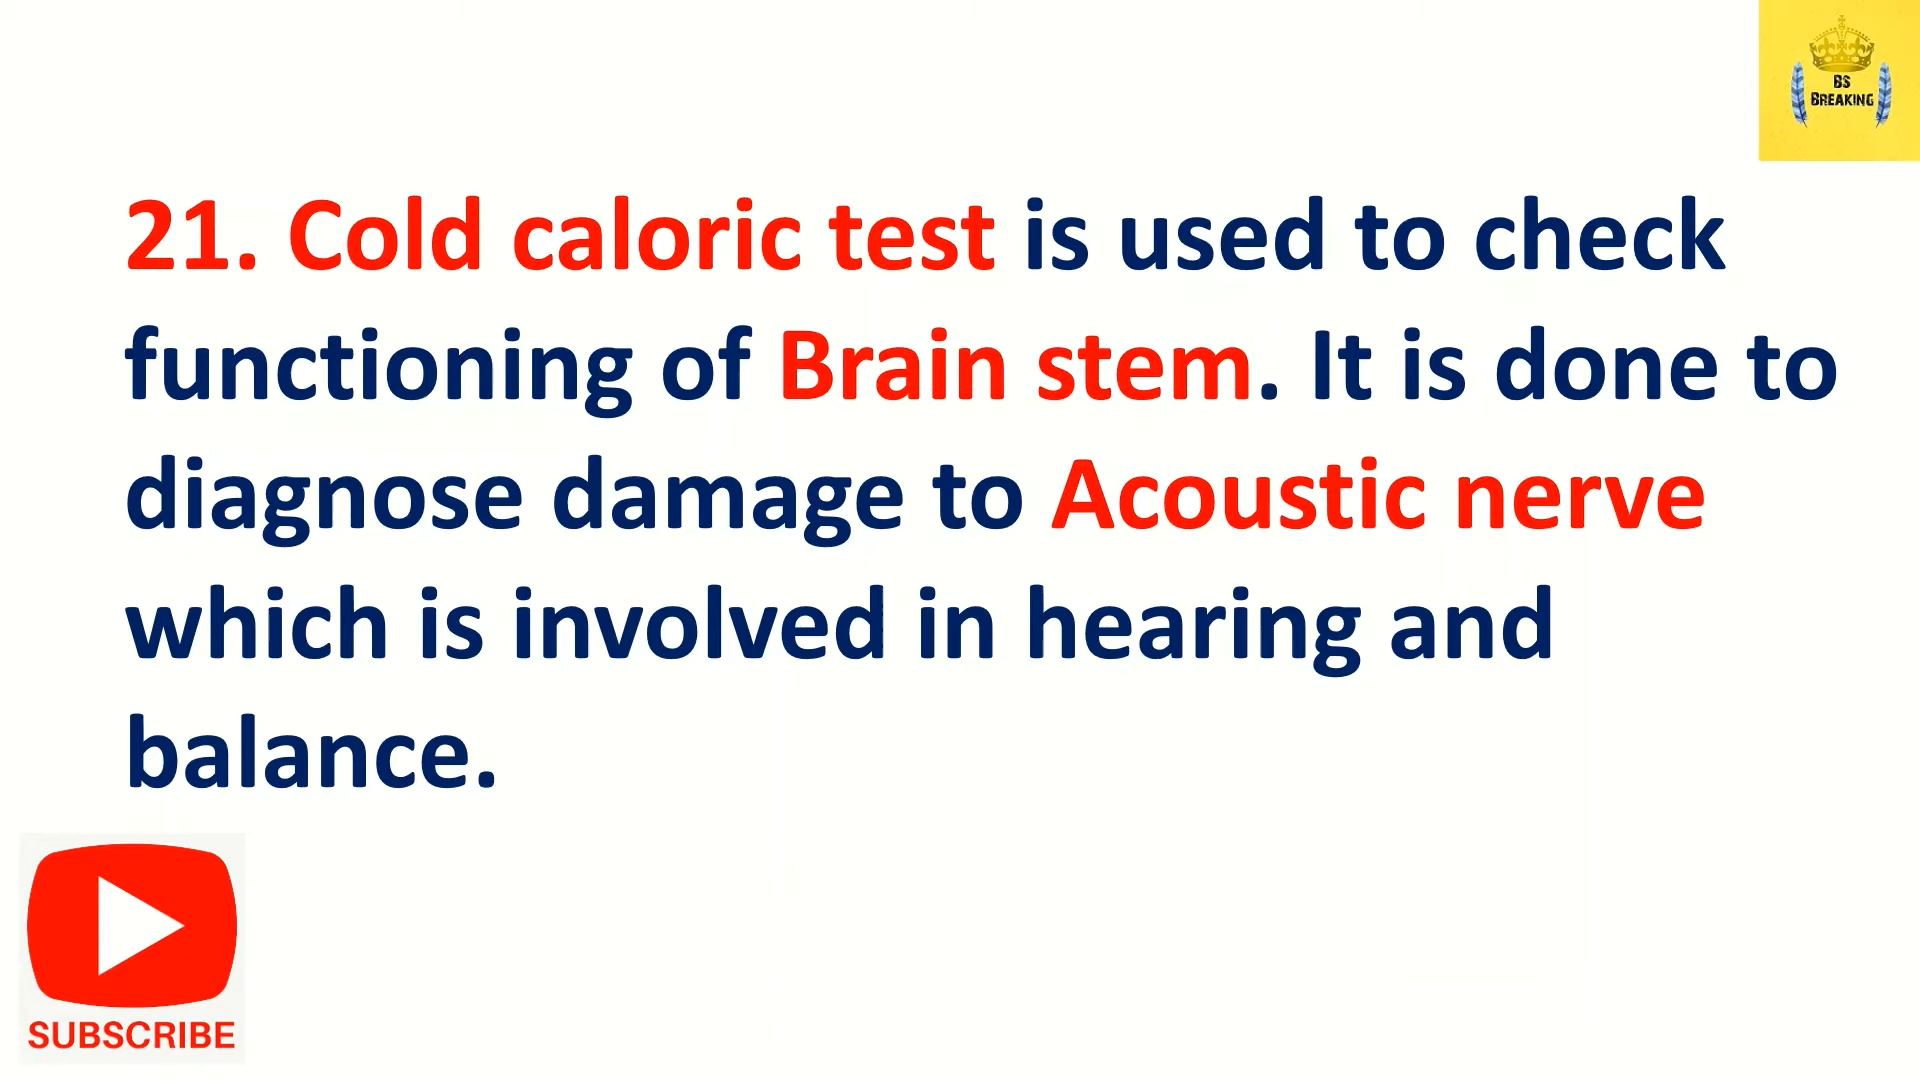 BS
BREAKING
21. Cold caloric test is used to check
functioning of Brain stem. It is done to
diagnose damage to Acoustic nerve
which is involved in hearing and
balance.
SUBSCRIBE